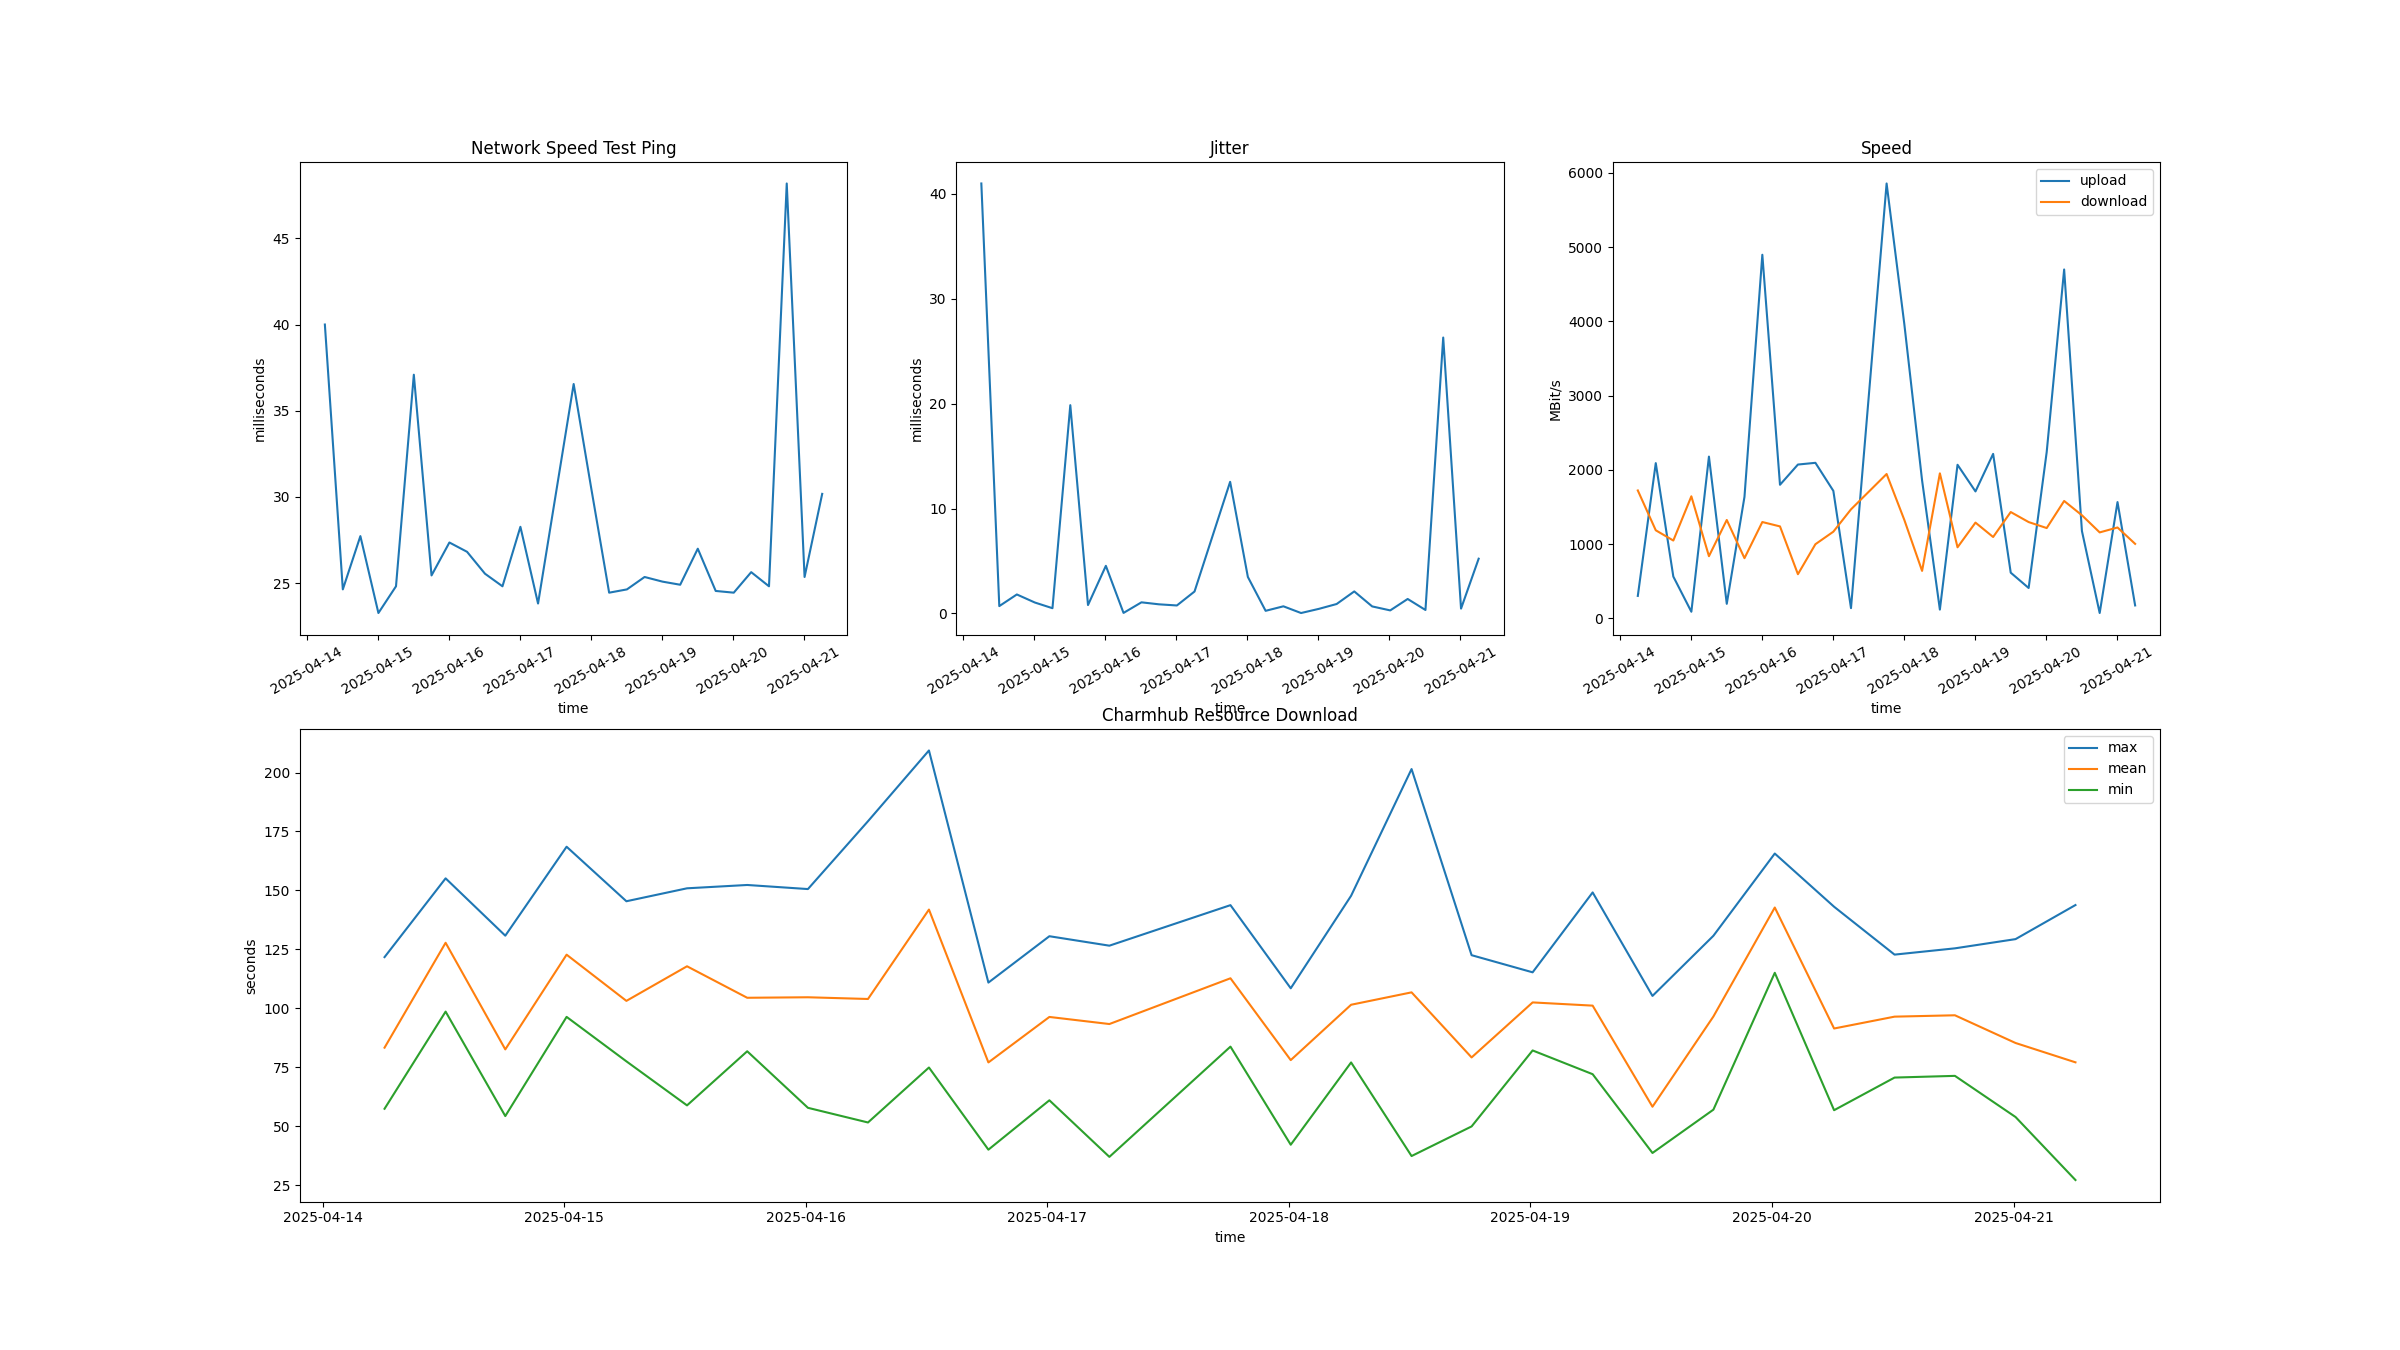 Network Speed Test Ping
milliseconds
45
40
35
30
25
2025-04-14 2025-04-15 2025-04-16 2025-04-17 2025-04-18 2025-04-19 2025-04-20 2025-04-21
time
Jitter
milliseconds
40
30
20
10
0
2025-04-14 2025-04-15 2025-04-16 2025-04-17 2025-04-18 2025-04-19 2025-04-20 2025-04-21
time
Speed
MBit/s
6000
5000
4000
3000
2000
1000
0
upload
download
2025-04-14 2025-04-15 2025-04-16 2025-04-17 2025-04-18 2025-04-19 2025-04-20 2025-04-21
time
Charmhub Resource Download
seconds
200
175
150
125
100
75
50
25
max
mean
min
2025-04-14 2025-04-15 2025-04-16 2025-04-17 2025-04-18 2025-04-19 2025-04-20 2025-04-21
time